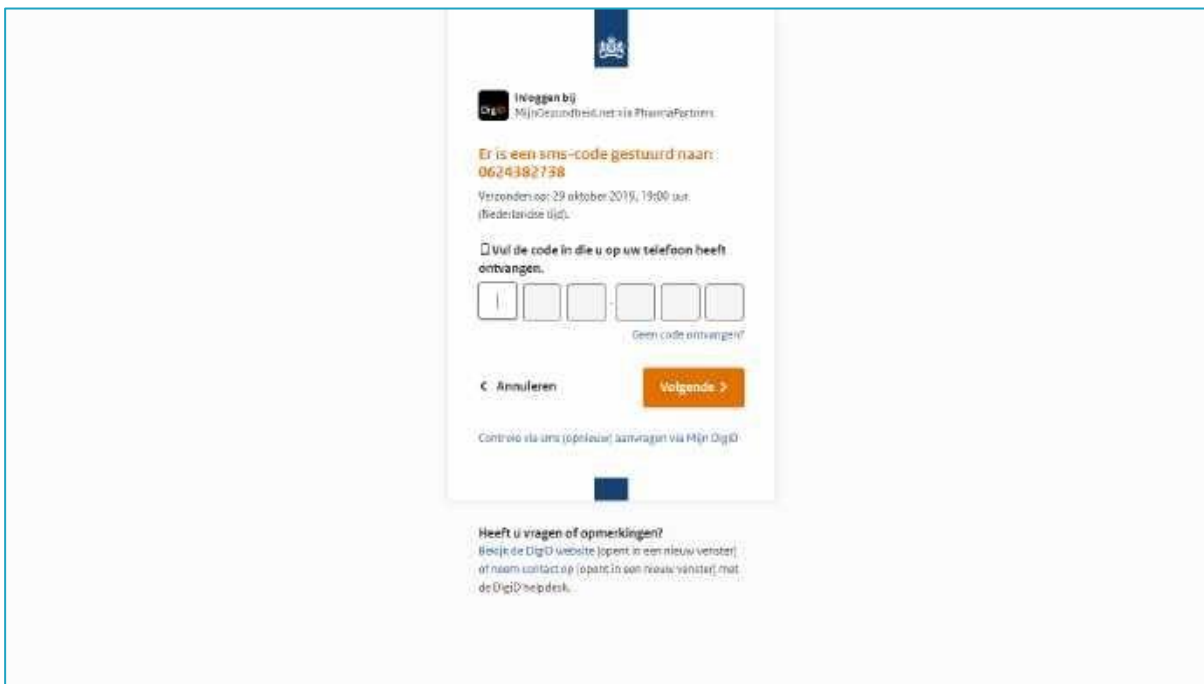 DigiD
Inloggen bij
MijnGezondheid.net via PharmaPartners
Er is een sms-code gestuurd naar:
0624382738
Verzonden op: 29 oktober 2019, 19:00 uur
(Nederlandse tijd).
Vul de code in die u op uw telefoon heeft
ontvangen.
-
Geen code ontvangen?
Annuleren
Volgende
Controle via sms (opnieuw) aanvragen via Mijn DigiD
Heeft u vragen of opmerkingen?
Bekijk de DigiD website (opent in een nieuw venster)
of neem contact op (opent in een nieuw venster) met
de DigiD helpdesk.